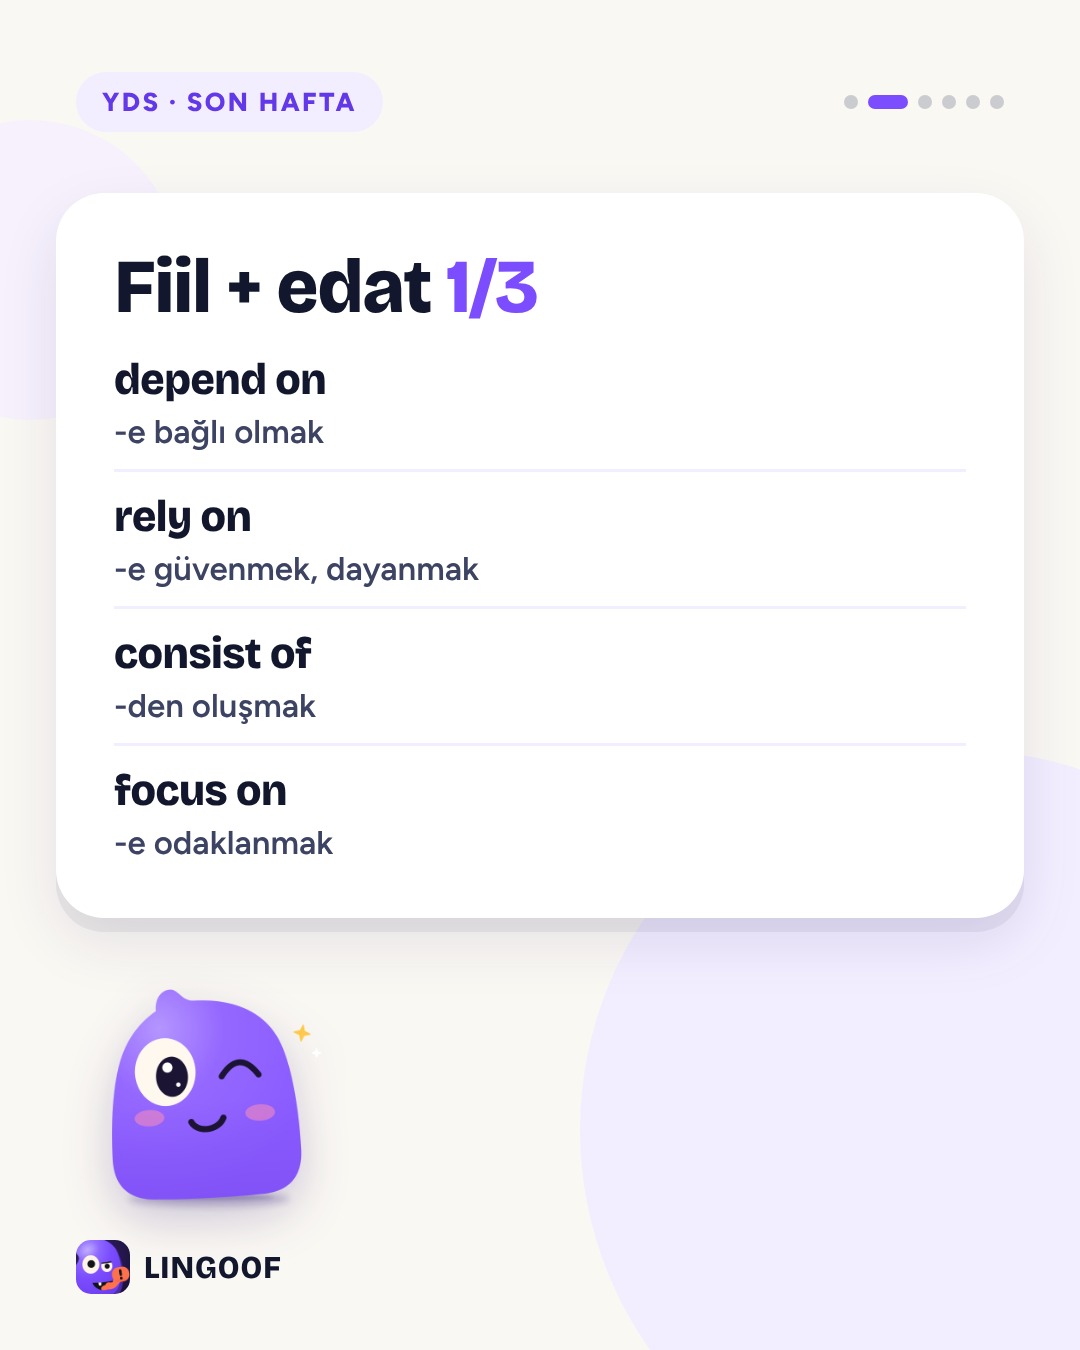 YDS · SON HAFTA
Fiil + edat 1/3
depend on
-e bağlı olmak
rely on
-e güvenmek, dayanmak
consist of
-den oluşmak
focus on
-e odaklanmak
LINGOOF